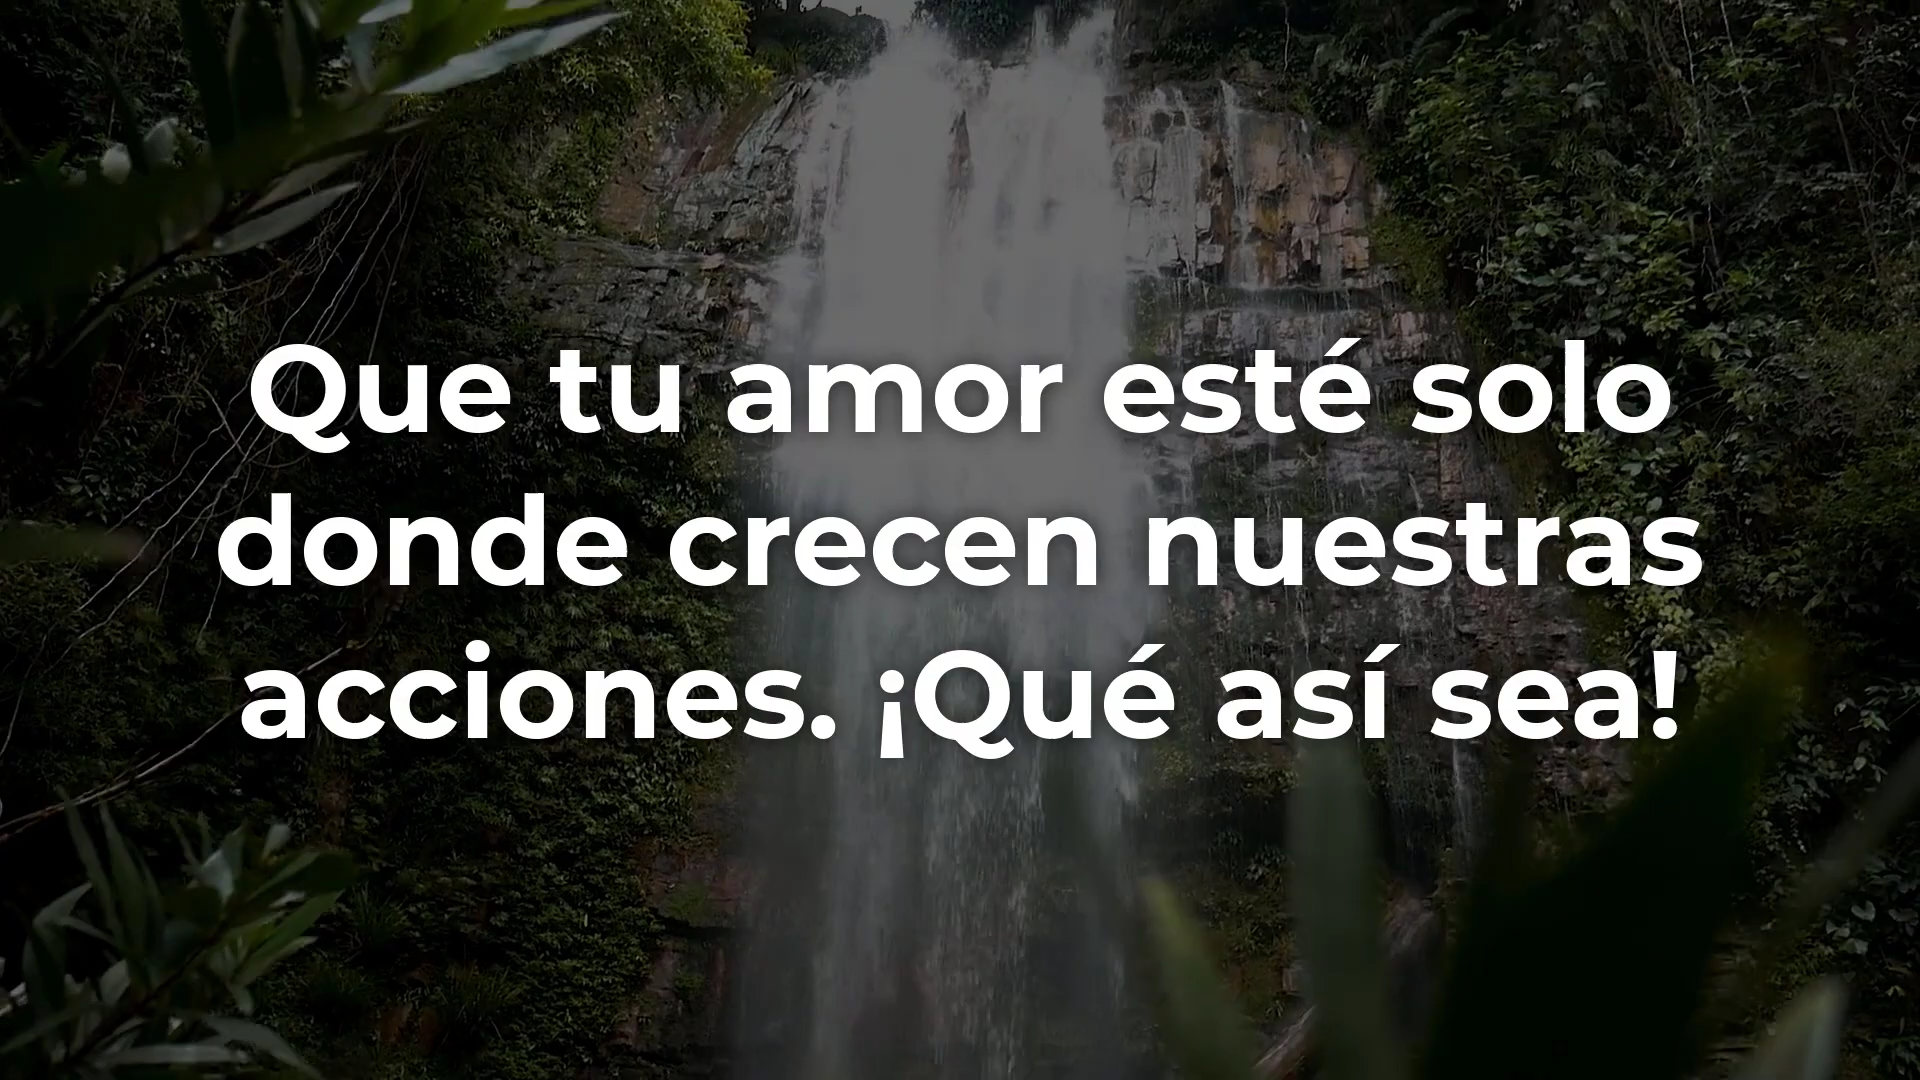 Que tu amor esté solo
donde crecen nuestras
acciones. ¡Qué así sea!